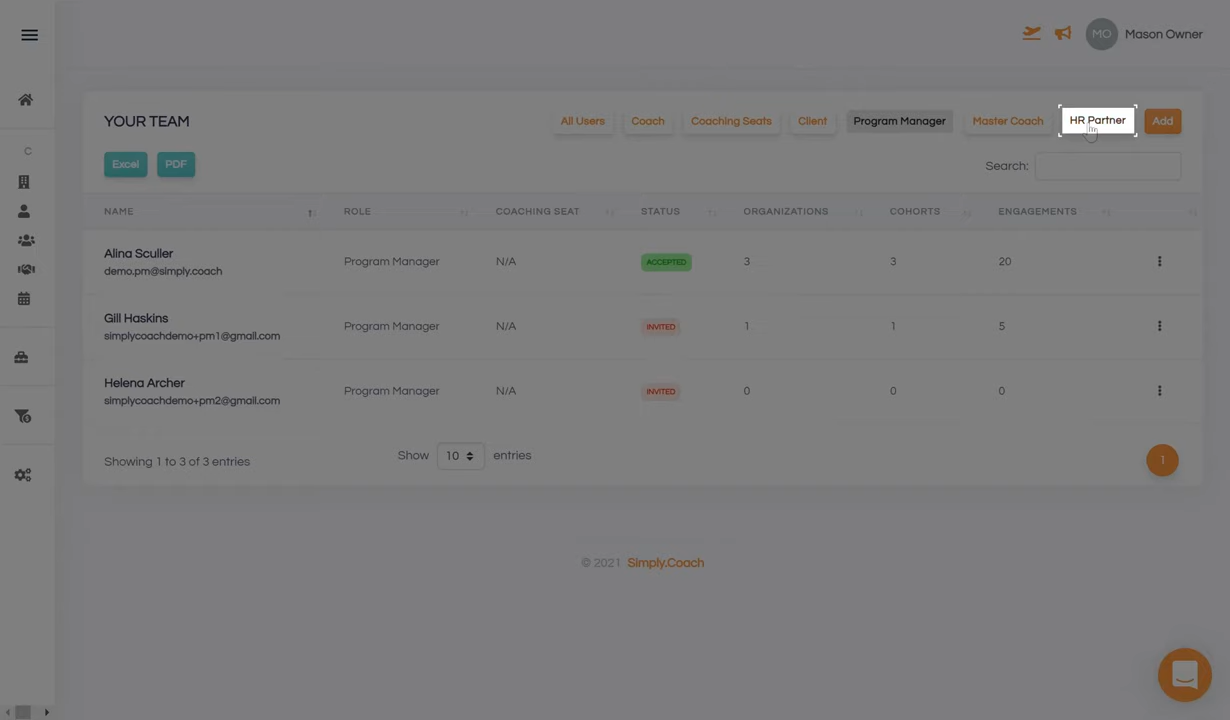 MO Mason Owner
YOUR TEAM All Users Coach Coaching Seats Client Program Manager Master Coach HR Partner Add
Excel PDF Search:
NAME ROLE COACHING SEAT STATUS ORGANIZATIONS COHORTS ENGAGEMENTS
C
Alina Sculler
demo.pm@simply.coach
Program Manager N/A ACCEPTED 3 3 20
Gill Haskins
simplycoachdemo+pm1@gmail.com
Program Manager N/A INVITED 1 1 5
Helena Archer
simplycoachdemo+pm2@gmail.com
Program Manager N/A INVITED 0 0 0
Showing 1 to 3 of 3 entries Show 10 entries 1
© 2021 Simply.Coach